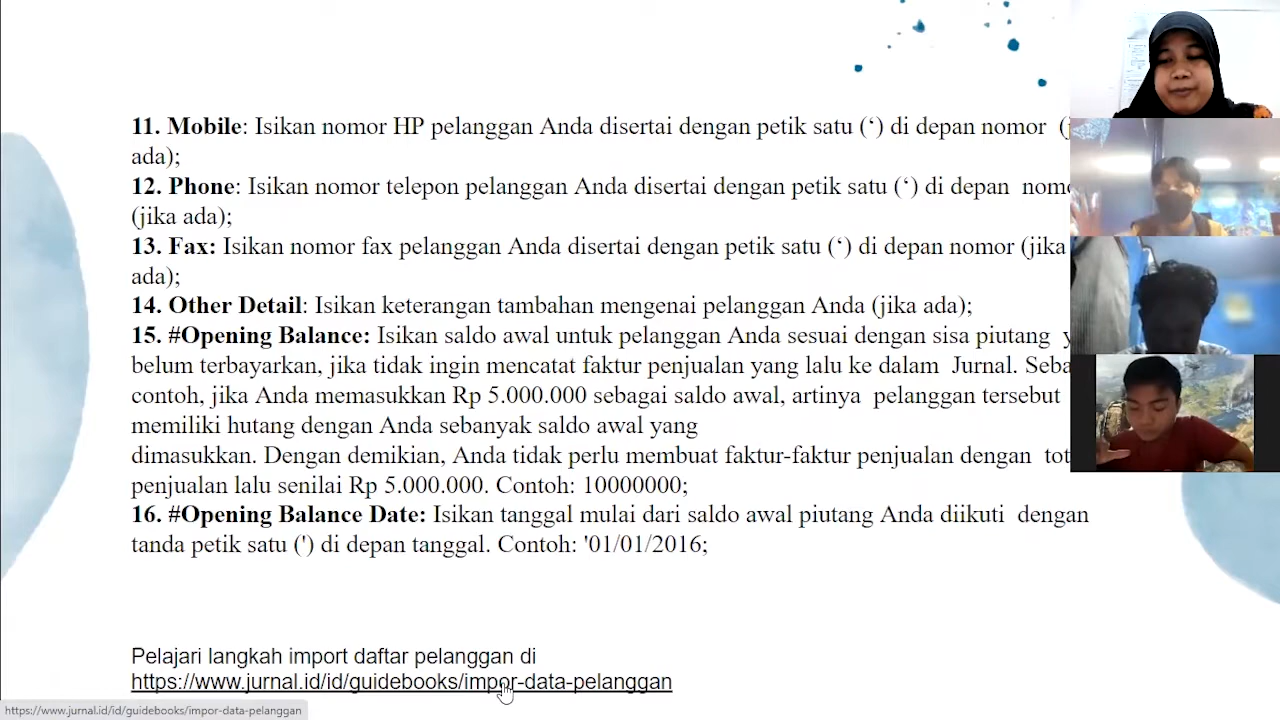 11. Mobile: Isikan nomor HP pelanggan Anda disertai dengan petik satu (‘) di depan nomor
ada);
12. Phone: Isikan nomor telepon pelanggan Anda disertai dengan petik satu (‘) di depan
(jika ada);
13. Fax: Isikan nomor fax pelanggan Anda disertai dengan petik satu (‘) di depan nomor (jika
ada);
14. Other Detail: Isikan keterangan tambahan mengenai pelanggan Anda (jika ada);
15. #Opening Balance: Isikan saldo awal untuk pelanggan Anda sesuai dengan sisa piutang
belum terbayarkan, jika tidak ingin mencatat faktur penjualan yang lalu ke dalam Jurnal.
contoh, jika Anda memasukkan Rp 5.000.000 sebagai saldo awal, artinya pelanggan tersebut
memiliki hutang dengan Anda sebanyak saldo awal yang
dimasukkan. Dengan demikian, Anda tidak perlu membuat faktur-faktur penjualan dengan
penjualan lalu senilai Rp 5.000.000. Contoh: 10000000;
16. #Opening Balance Date: Isikan tanggal mulai dari saldo awal piutang Anda diikuti dengan
tanda petik satu (') di depan tanggal. Contoh: '01/01/2016;
Pelajari langkah import daftar pelanggan di
https://www.jurnal.id/id/guidebooks/impor-data-pelanggan
https://www.jurnal.id/id/guidebooks/impor-data-pelanggan